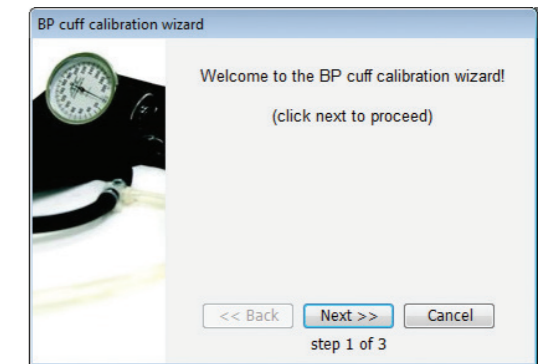 BP cuff calibration wizard
Welcome to the BP cuff calibration wizard!
(click next to proceed)
<< Back
Next >>
Cancel
step 1 of 3